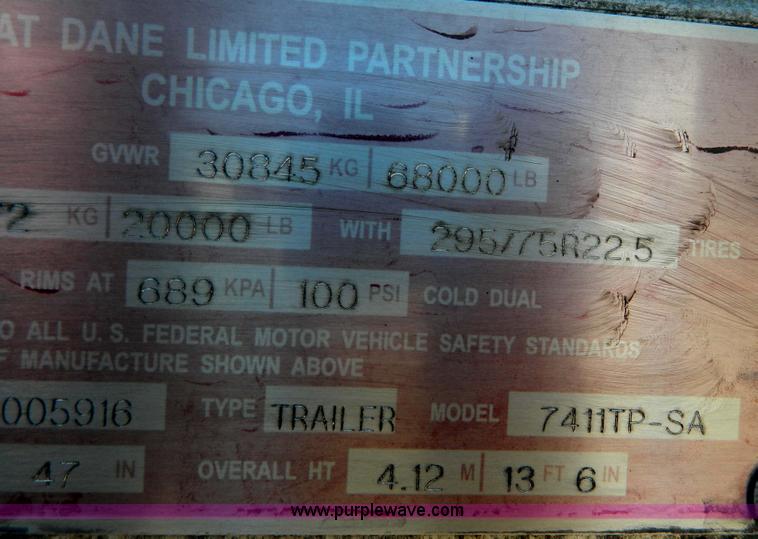 AT DANE LIMITED PARTNERSHIP
CHICAGO, IL
GVWR 30845 KG 68000 LB
72 KG 20000 LB WITH 295/75R22.5 TIRES
RIMS AT 689 KPA 100 PSI COLD DUAL
O ALL U.S. FEDERAL MOTOR VEHICLE SAFETY STANDARDS
F MANUFACTURE SHOWN ABOVE
005916 TYPE TRAILER MODEL 7411TP-SA
47 IN OVERALL HT 4.12 M 13 FT 6 IN
www.purplewave.com